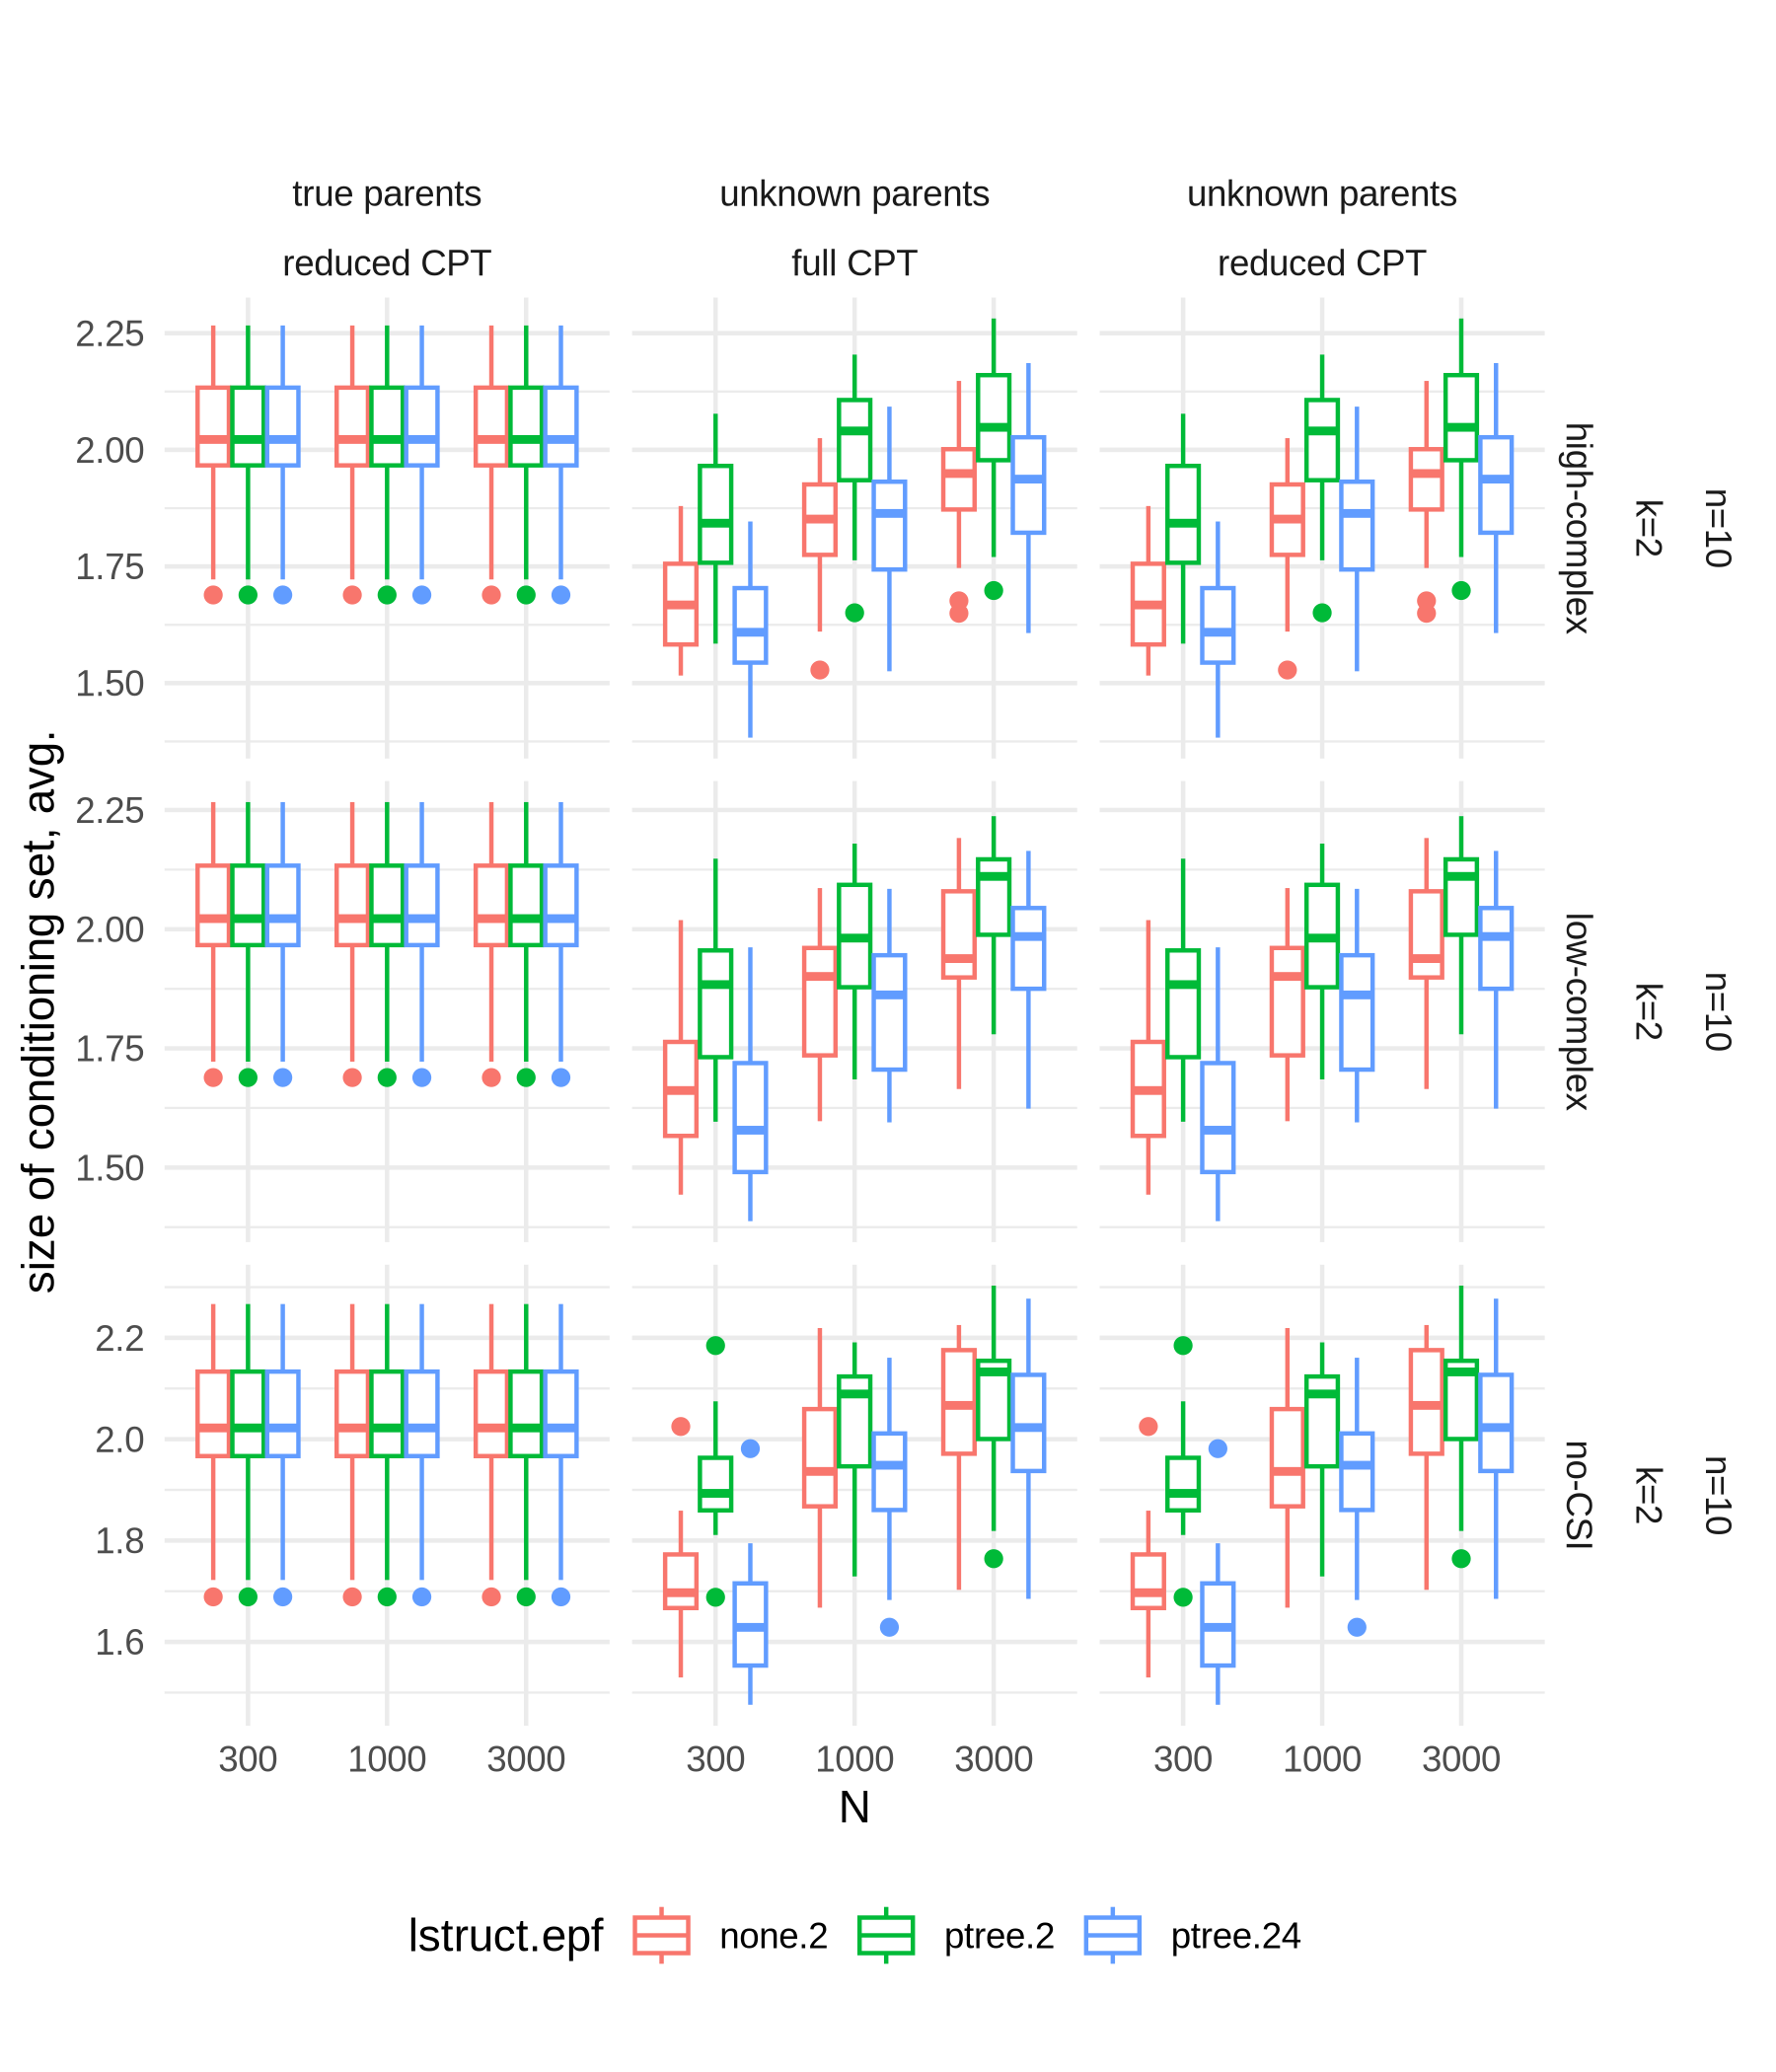 true parents
unknown parents
unknown parents
reduced CPT
full CPT
reduced CPT
size of conditioning set, avg.
2.25
2.00
1.75
1.50
high-complex
k=2
n=10
2.25
2.00
1.75
1.50
low-complex
k=2
n=10
2.2
2.0
1.8
1.6
no-CSI
k=2
n=10
300 1000 3000
300 1000 3000
300 1000 3000
N
lstruct.epf none.2 ptree.2 ptree.24